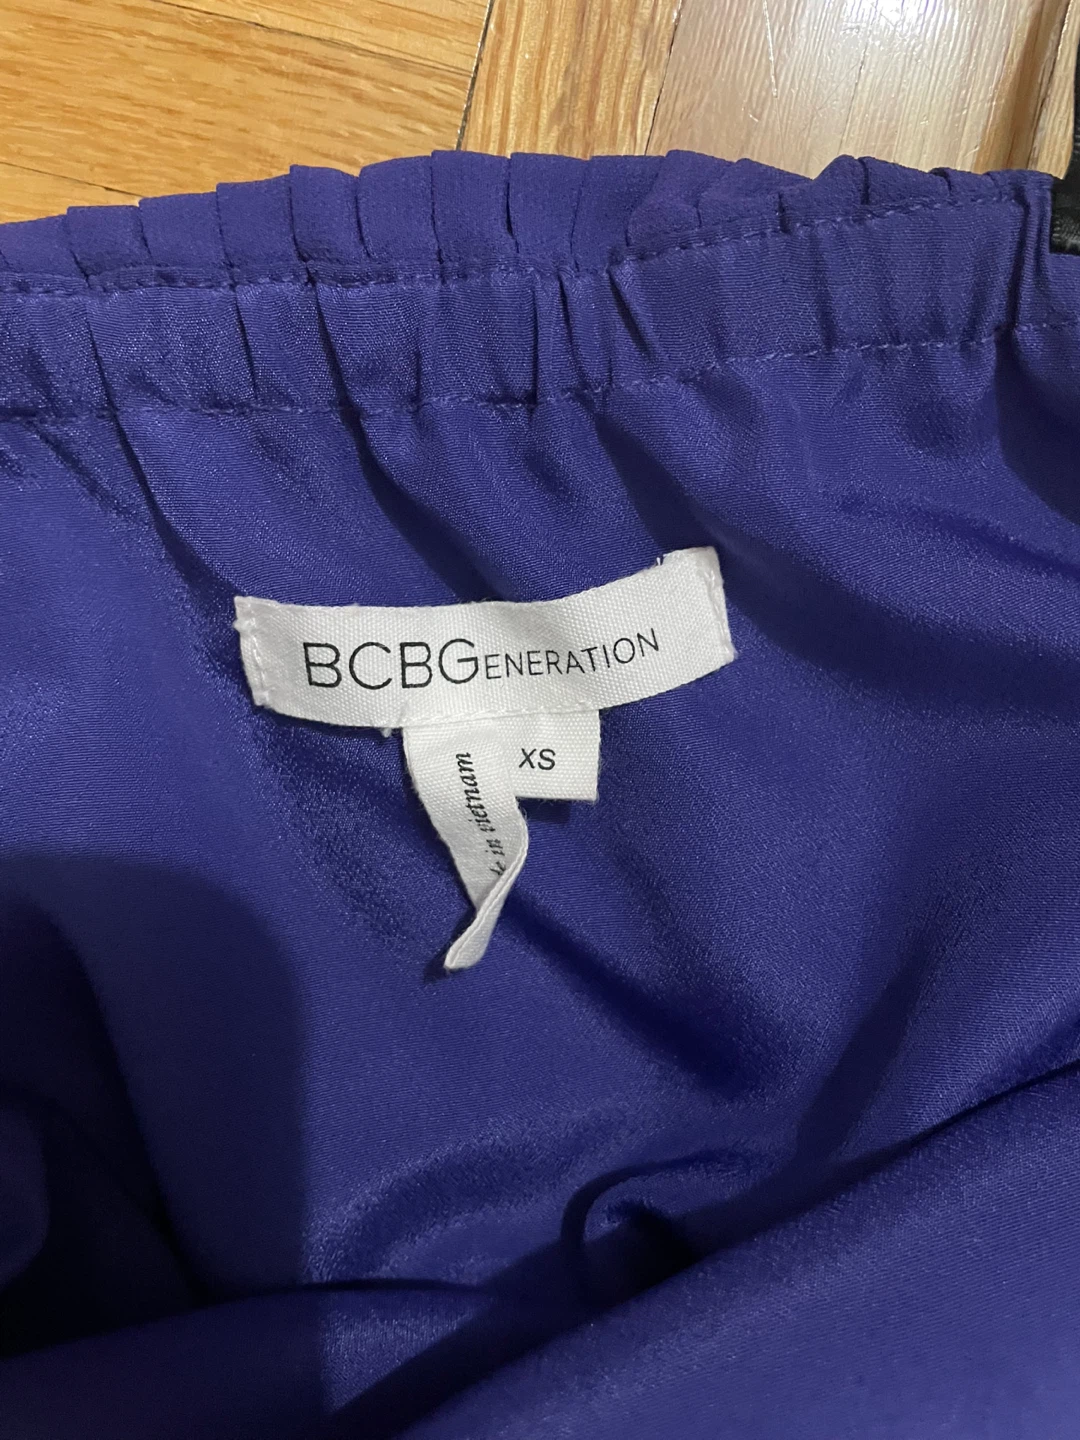 BCBGENERATION
XS
in vietnam